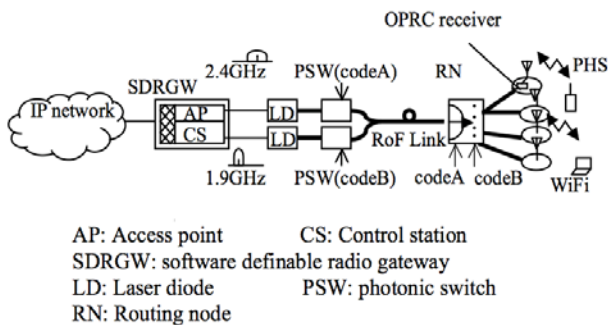 OPRC receiver
2.4GHz
PSW(codeA)
RN
PHS
SDRGW
IP network
AP
LD
CS
LD
RoF Link
1.9GHz
PSW(codeB)
codeA
codeB
WiFi
AP: Access point CS: Control station
SDRGW: software definable radio gateway
LD: Laser diode PSW: photonic switch
RN: Routing node